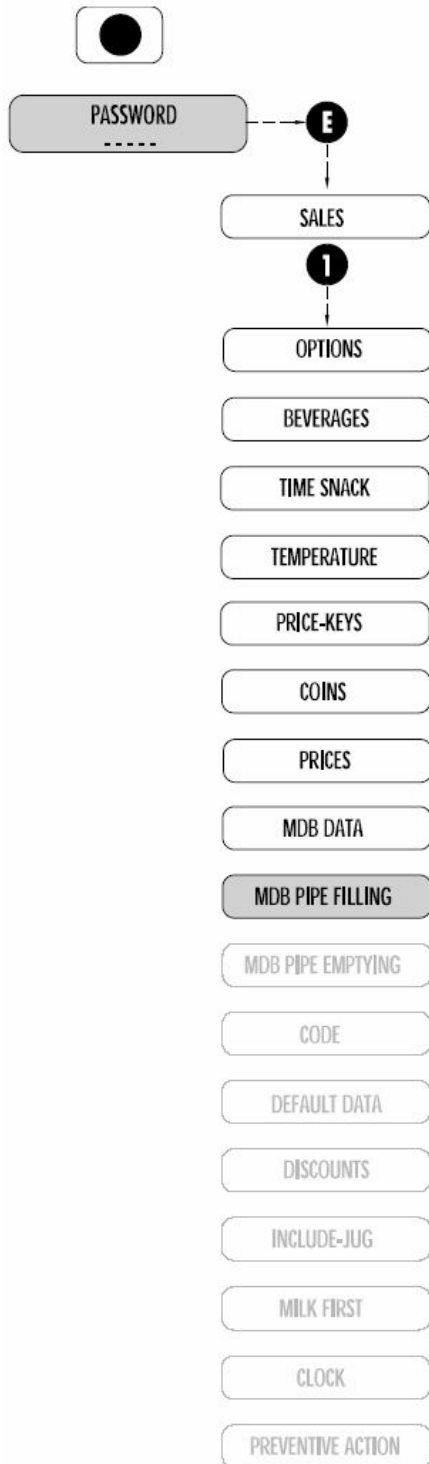 PASSWORD
-----
E
SALES
1
OPTIONS
BEVERAGES
TIME SNACK
TEMPERATURE
PRICE-KEYS
COINS
PRICES
MDB DATA
MDB PIPE FILLING
MDB PIPE EMPTYING
CODE
DEFAULT DATA
DISCOUNTS
INCLUDE-JUG
MILK FIRST
CLOCK
PREVENTIVE ACTION